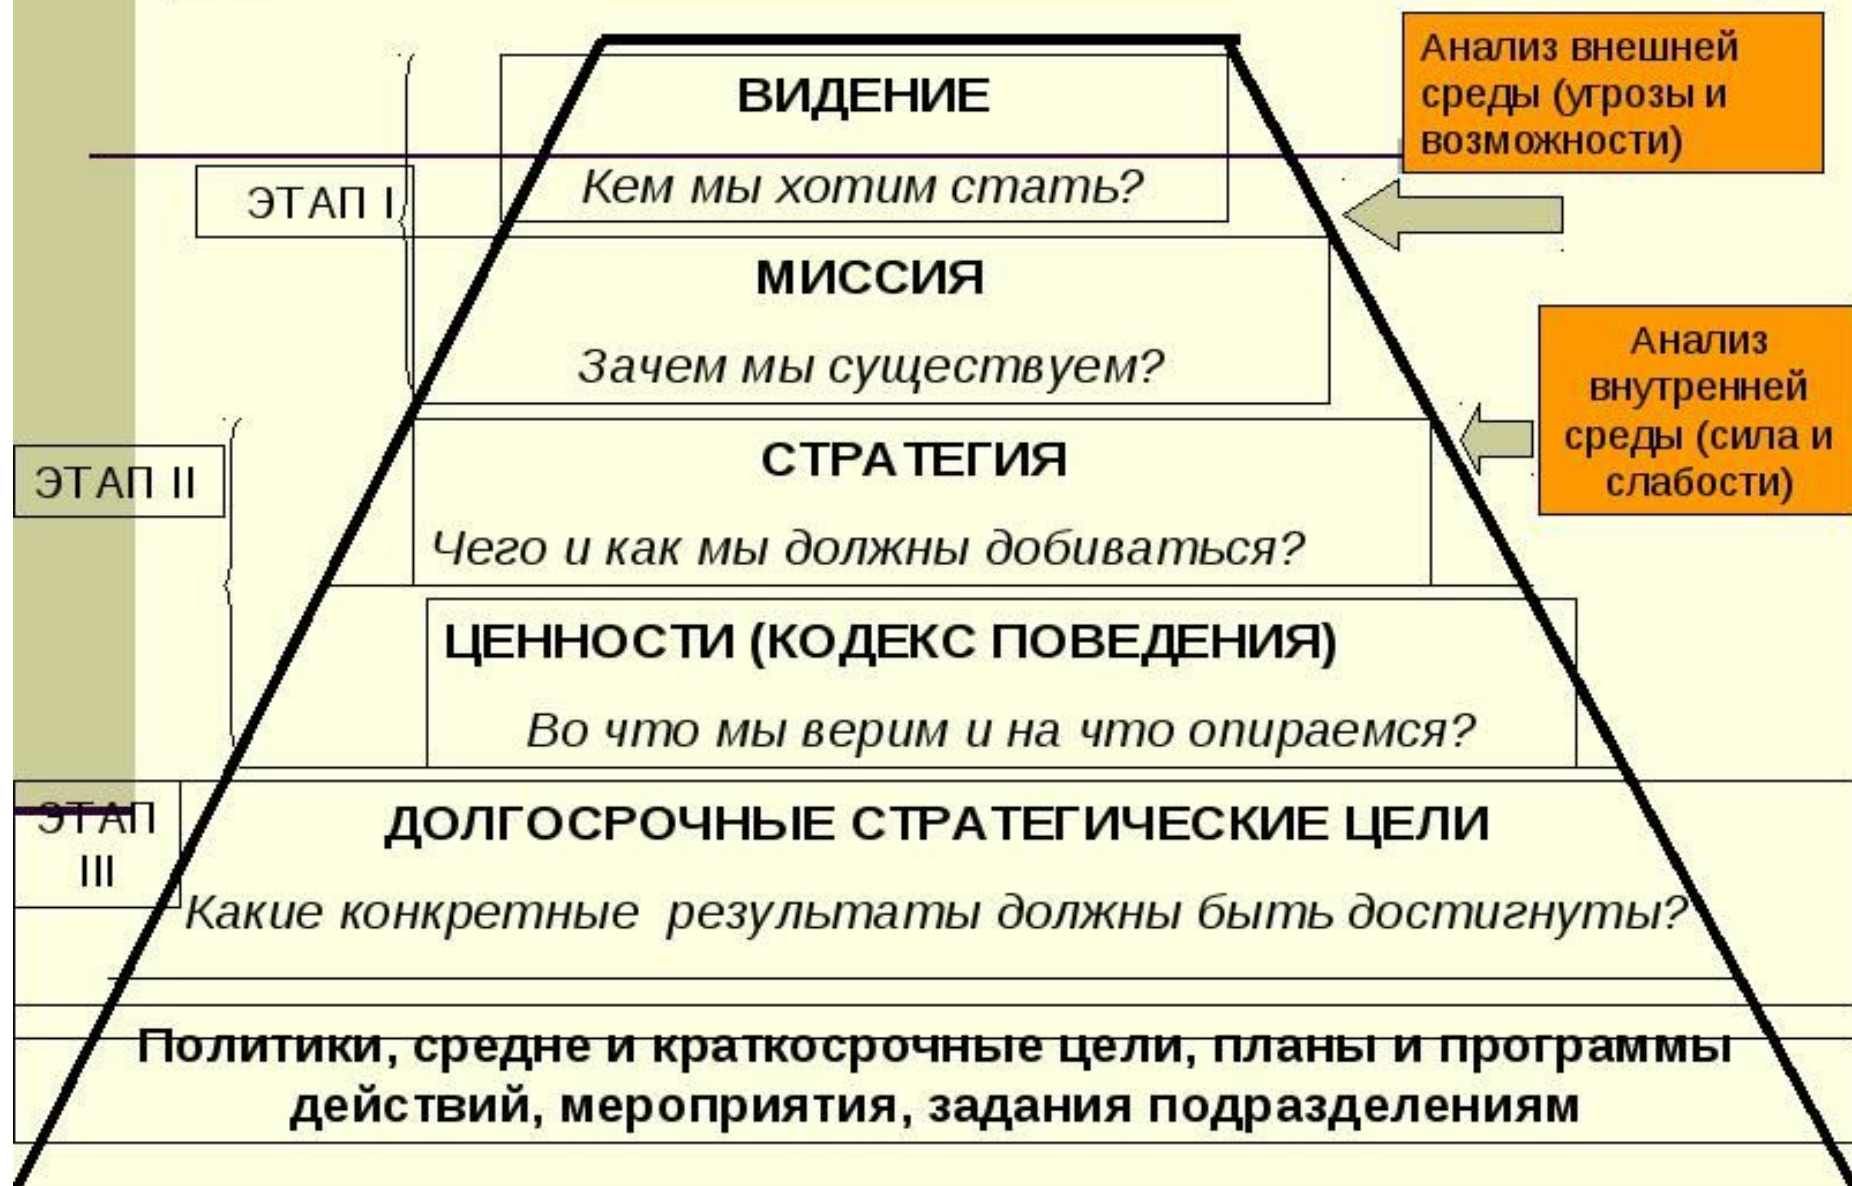 ВИДЕНИЕ
Кем мы хотим стать?
Анализ внешней
среды (угрозы и
возможности)
ЭТАП I
МИССИЯ
Зачем мы существуем?
Анализ
внутренней
среды (сила и
слабости)
ЭТАП II
СТРАТЕГИЯ
Чего и как мы должны добиваться?
ЦЕННОСТИ (КОДЕКС ПОВЕДЕНИЯ)
Во что мы верим и на что опираемся?
ЭТАП
III
ДОЛГОСРОЧНЫЕ СТРАТЕГИЧЕСКИЕ ЦЕЛИ
Какие конкретные результаты должны быть достигнуты?
Политики, средне и краткосрочные цели, планы и программы
действий, мероприятия, задания подразделениям